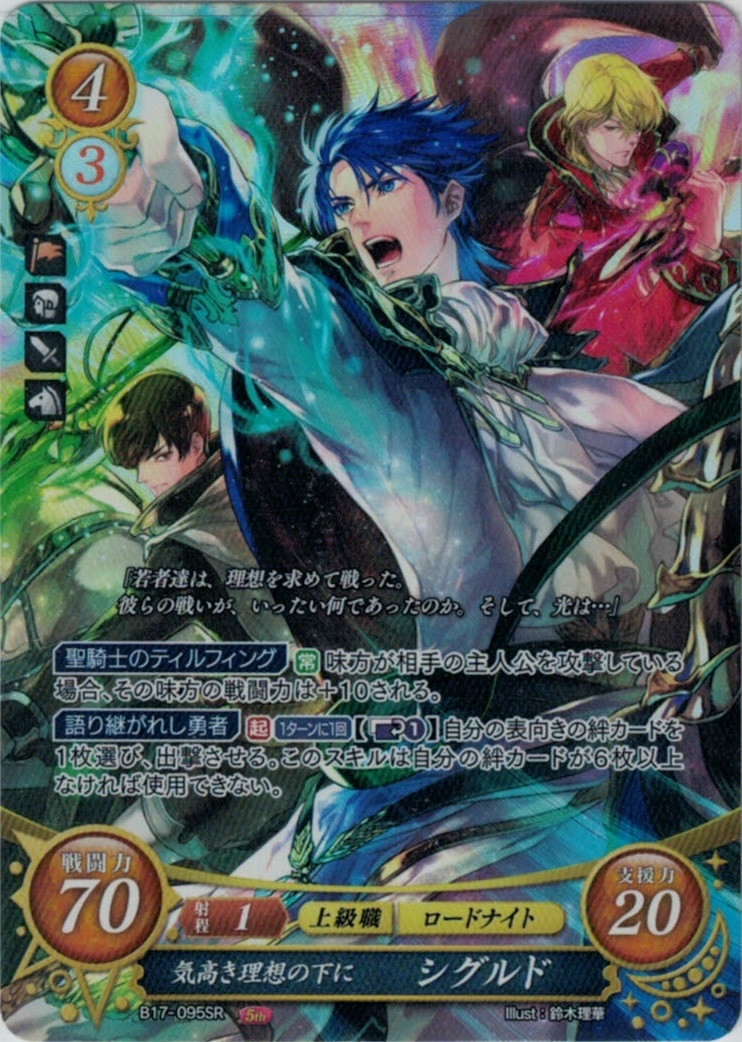 4
3
「若者達は、理想を求めて戦った。
彼らの戦いが、いったい何であったのか。そして、光は…」
聖騎士のティルフィング 常 味方が相手の主人公を攻撃している
場合、その味方の戦闘力は+10される。
語り継がれし勇者 起 1ターンに1回 【 1 】自分の表向きの絆カードを
1枚選び、出撃させる。このスキルは自分の絆カードが6枚以上
なければ使用できない。
戦闘力
70
射程 1
上級職
ロードナイト
支援力
20
気高き理想の下に シグルド
B17-095SR 5th
Illust:鈴木理華